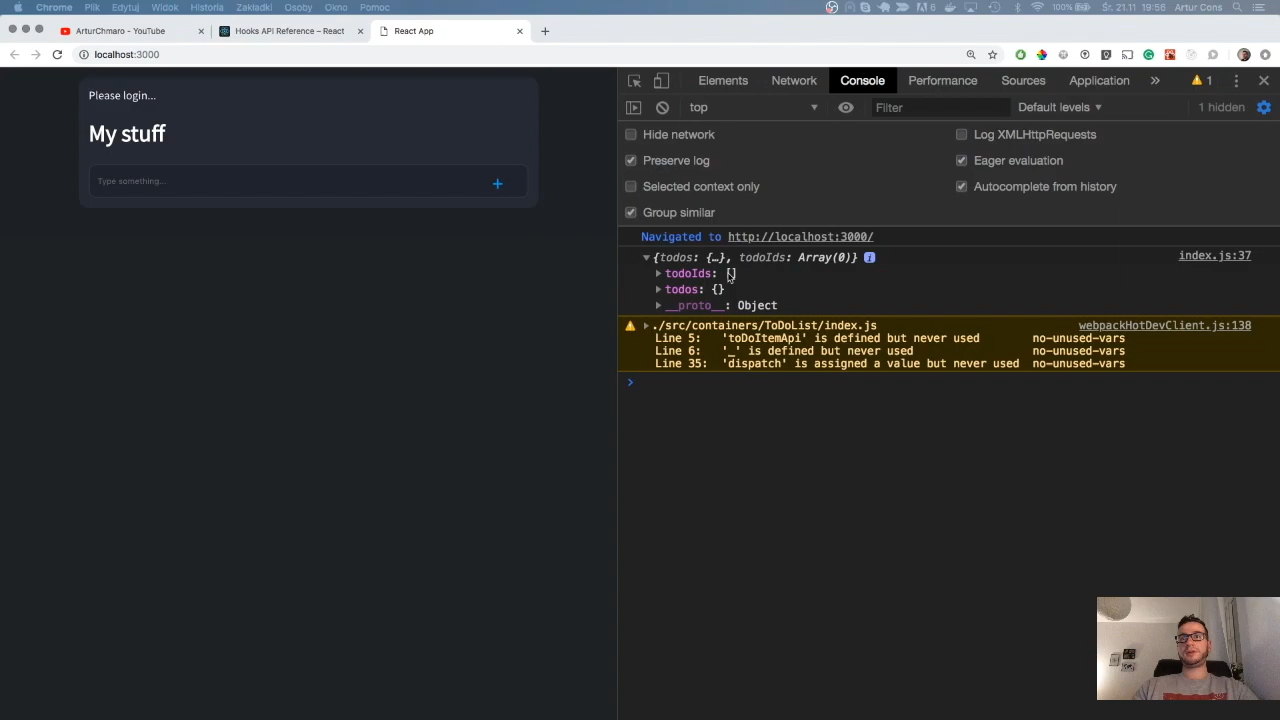 Chrome Plik Edytuj Widok Historia Zakładki Osoby Okno Pomoc 6 100% Śr. 21.11 19:56 Artur Cons
ArturChmaro - YouTube Hooks API Reference – React React App
localhost:3000
Please login...
My stuff
Type something...
+
Elements Network Console Performance Sources Application » 1
top Filter Default levels 1 hidden
Hide network Log XMLHttpRequests
Preserve log Eager evaluation
Selected context only Autocomplete from history
Group similar
Navigated to http://localhost:3000/
{todos: {…}, todoIds: Array(0)} i index.js:37
todoIds: []
todos: {}
__proto__: Object
./src/containers/ToDoList/index.js webpackHotDevClient.js:138
Line 5: 'toDoItemApi' is defined but never used no-unused-vars
Line 6: '_' is defined but never used no-unused-vars
Line 35: 'dispatch' is assigned a value but never used no-unused-vars
>